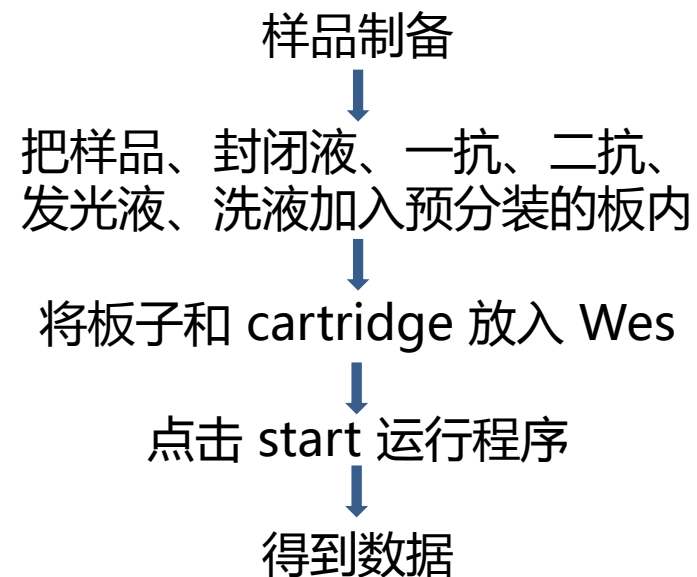 样品制备
把样品、封闭液、一抗、二抗、
发光液、洗液加入预分装的板内
将板子和 cartridge 放入 Wes
点击 start 运行程序
得到数据